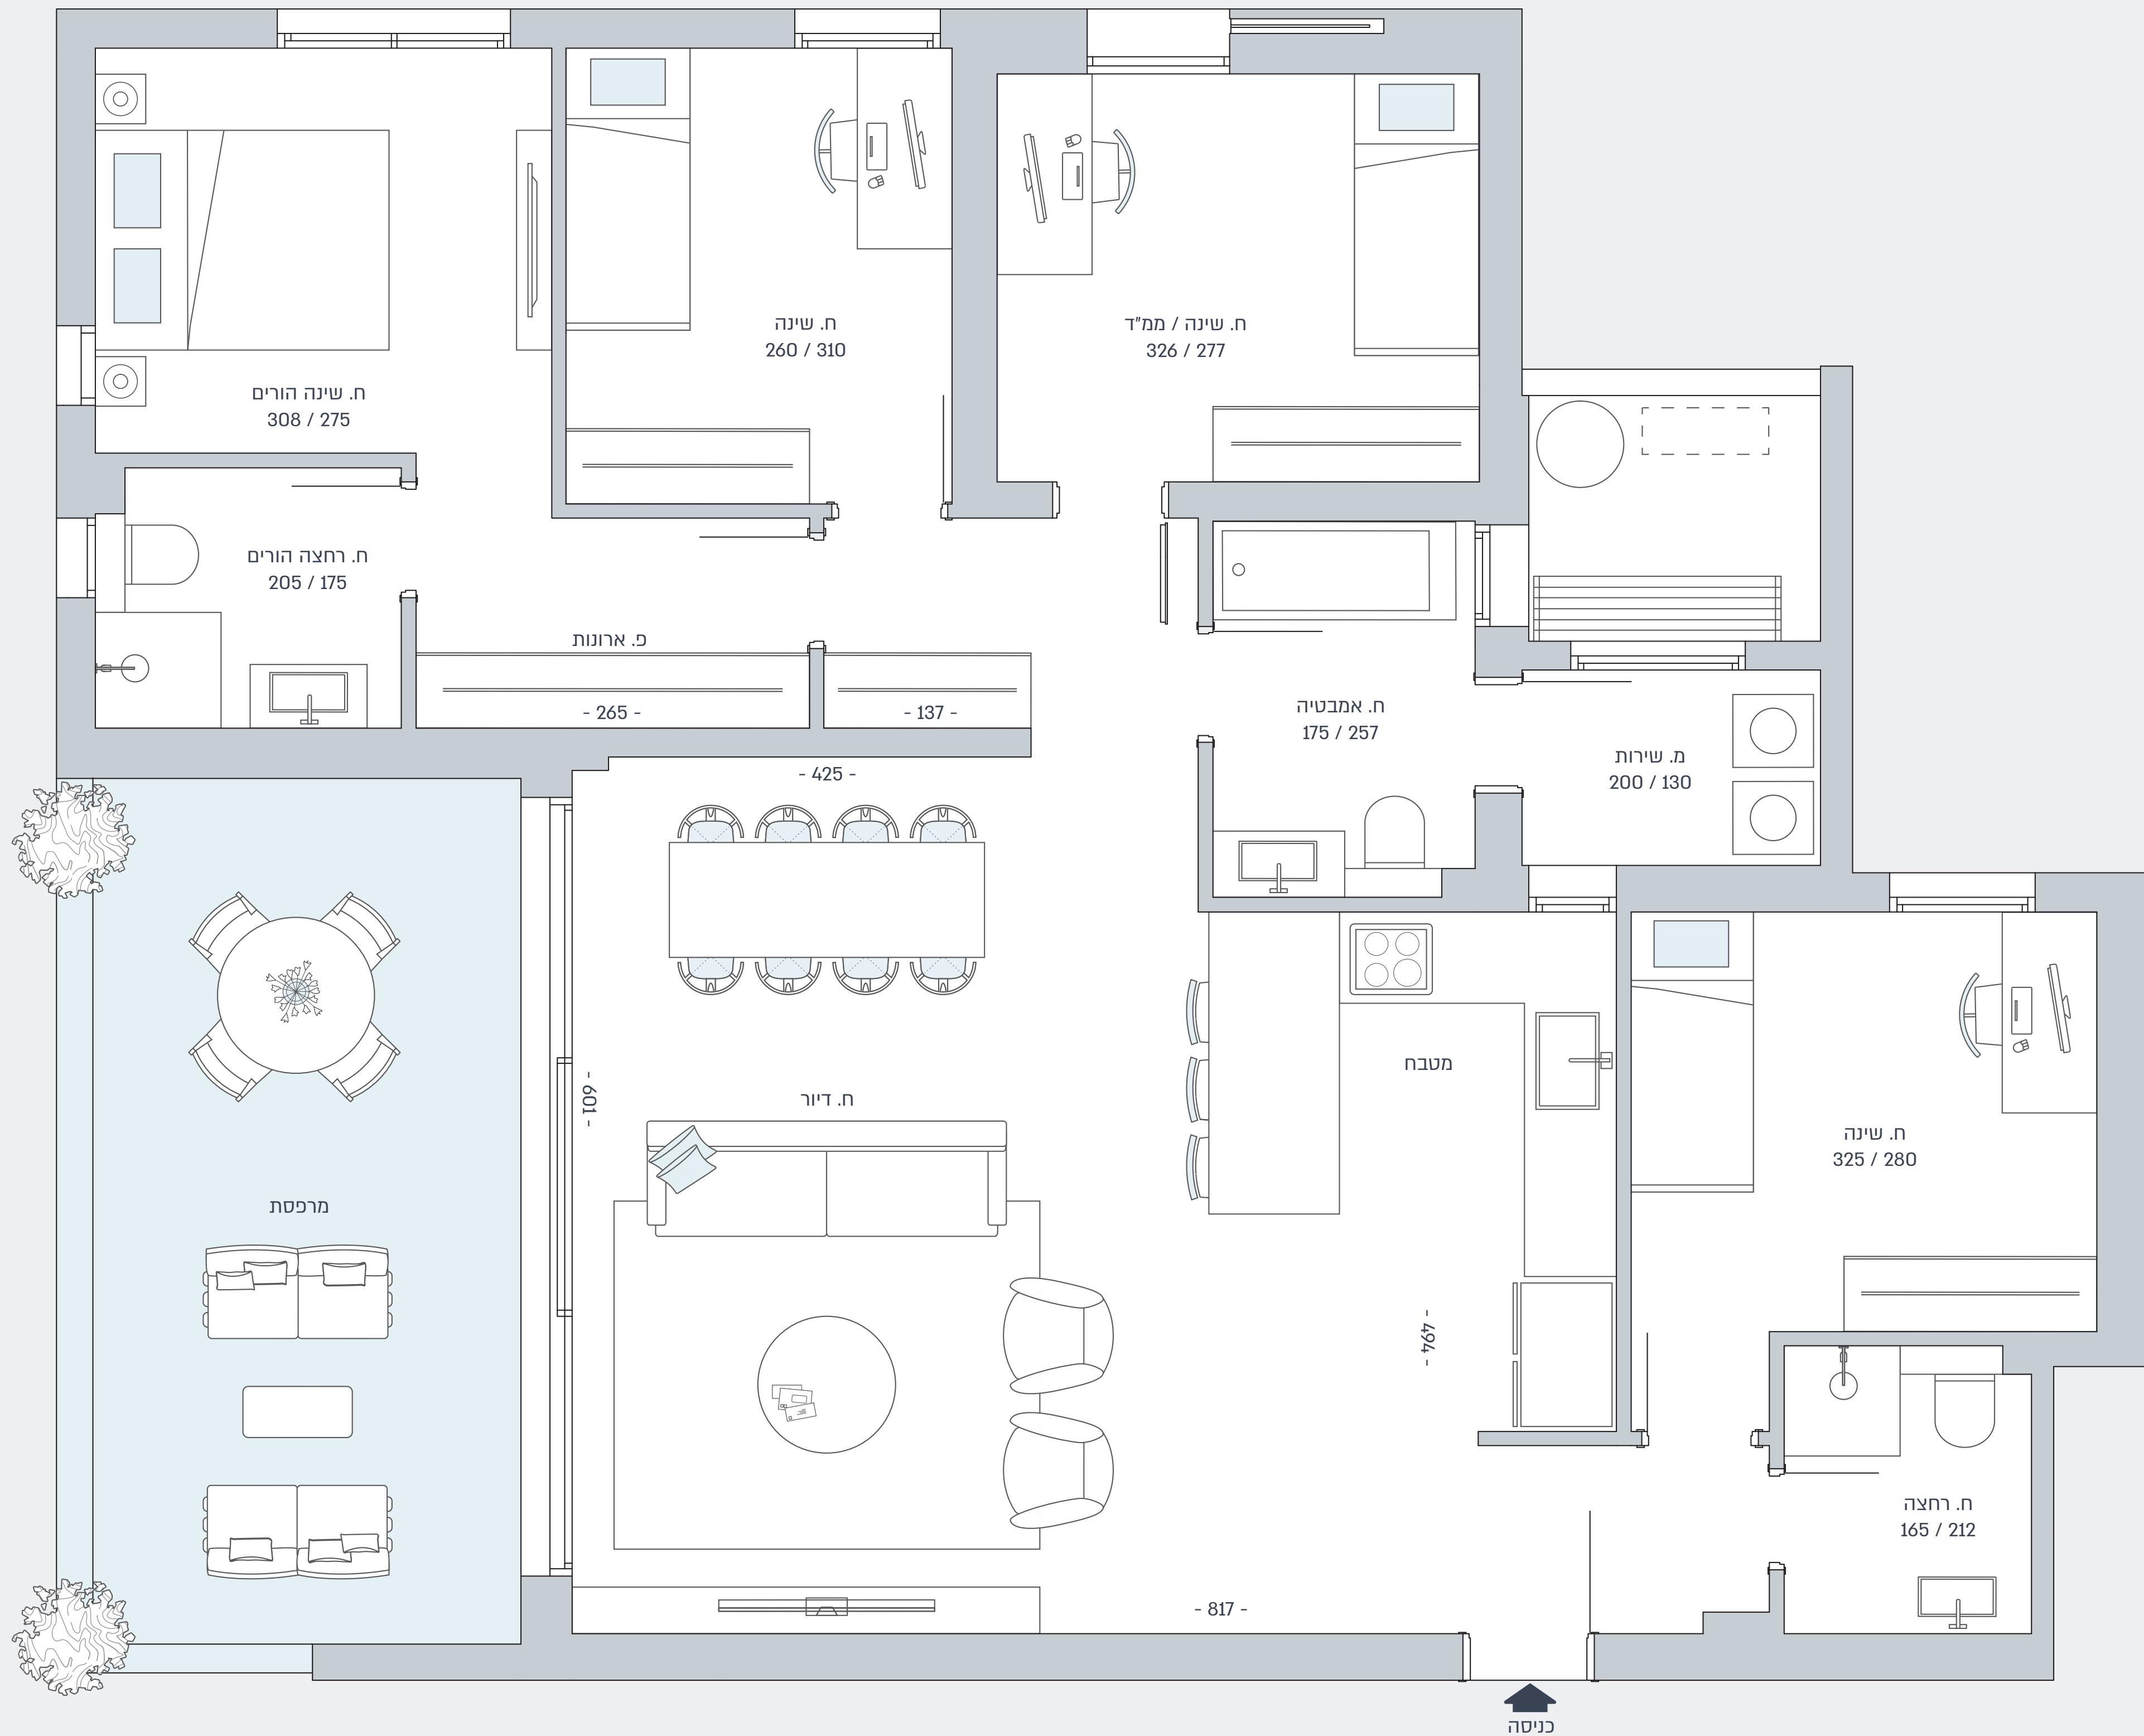 ח. שינה הורים
308 / 275
ח. שינה
260 / 310
ח. שינה / ממ"ד
326 / 277
ח. רחצה הורים
205 / 175
פ. ארונות
- 265 -
- 137 -
ח. אמבטיה
175 / 257
מ. שירות
200 / 130
- 425 -
- 601 -
ח. דיור
מטבח
- 494 -
ח. שינה
325 / 280
מרפסת
ח. רחצה
165 / 212
- 817 -
כניסה